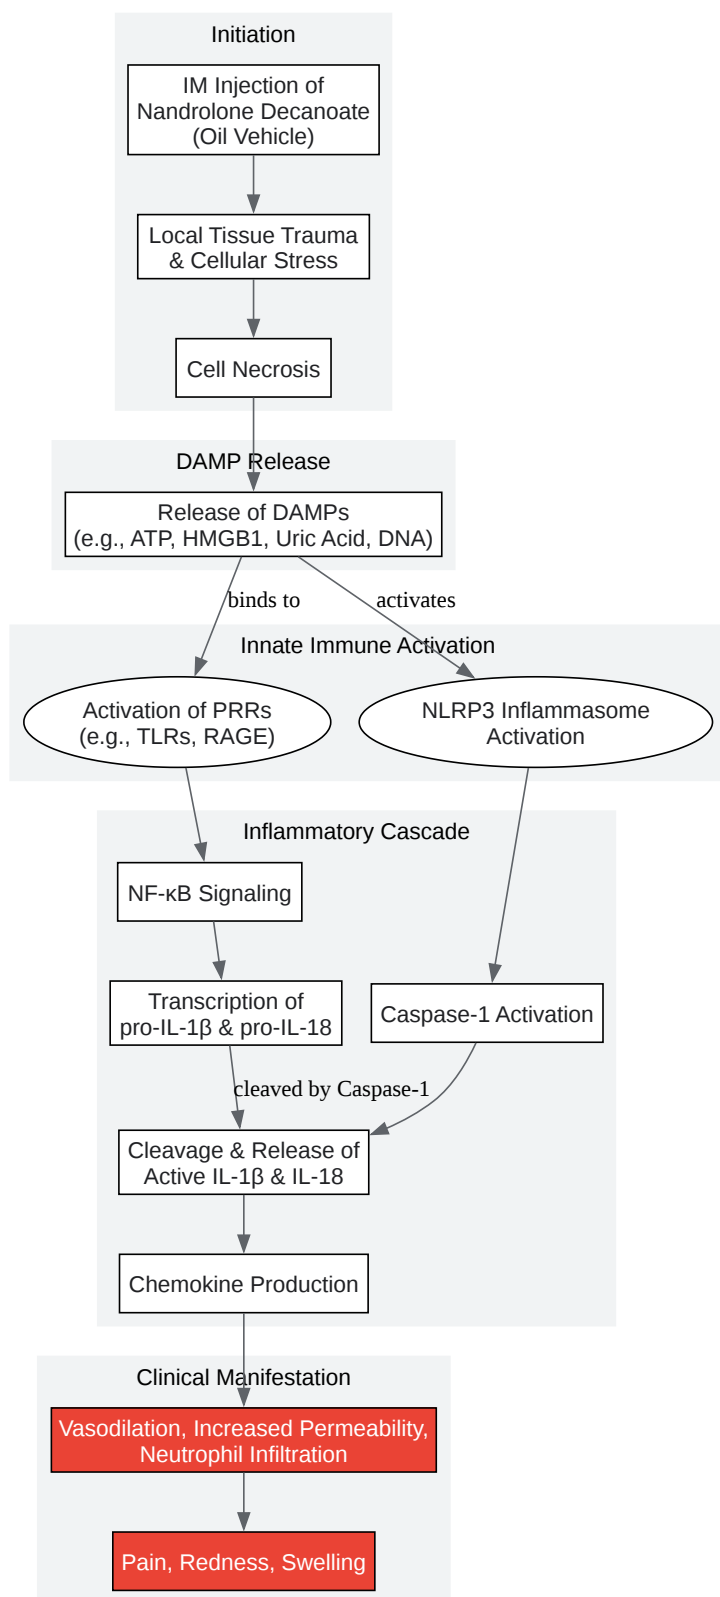 Initiation
IM Injection of
Nandrolone Decanoate
(Oil Vehicle)
Local Tissue Trauma
& Cellular Stress
Cell Necrosis
DAMP Release
Release of DAMPs
(e.g., ATP, HMGB1, Uric Acid, DNA)
binds to
activates
Innate Immune Activation
Activation of PRRs
(e.g., TLRs, RAGE)
NLRP3 Inflammasome
Activation
Inflammatory Cascade
NF-κB Signaling
Transcription of
pro-IL-1β & pro-IL-18
Caspase-1 Activation
cleaved by Caspase-1
Cleavage & Release of
Active IL-1β & IL-18
Chemokine Production
Clinical Manifestation
Vasodilation, Increased Permeability,
Neutrophil Infiltration
Pain, Redness, Swelling